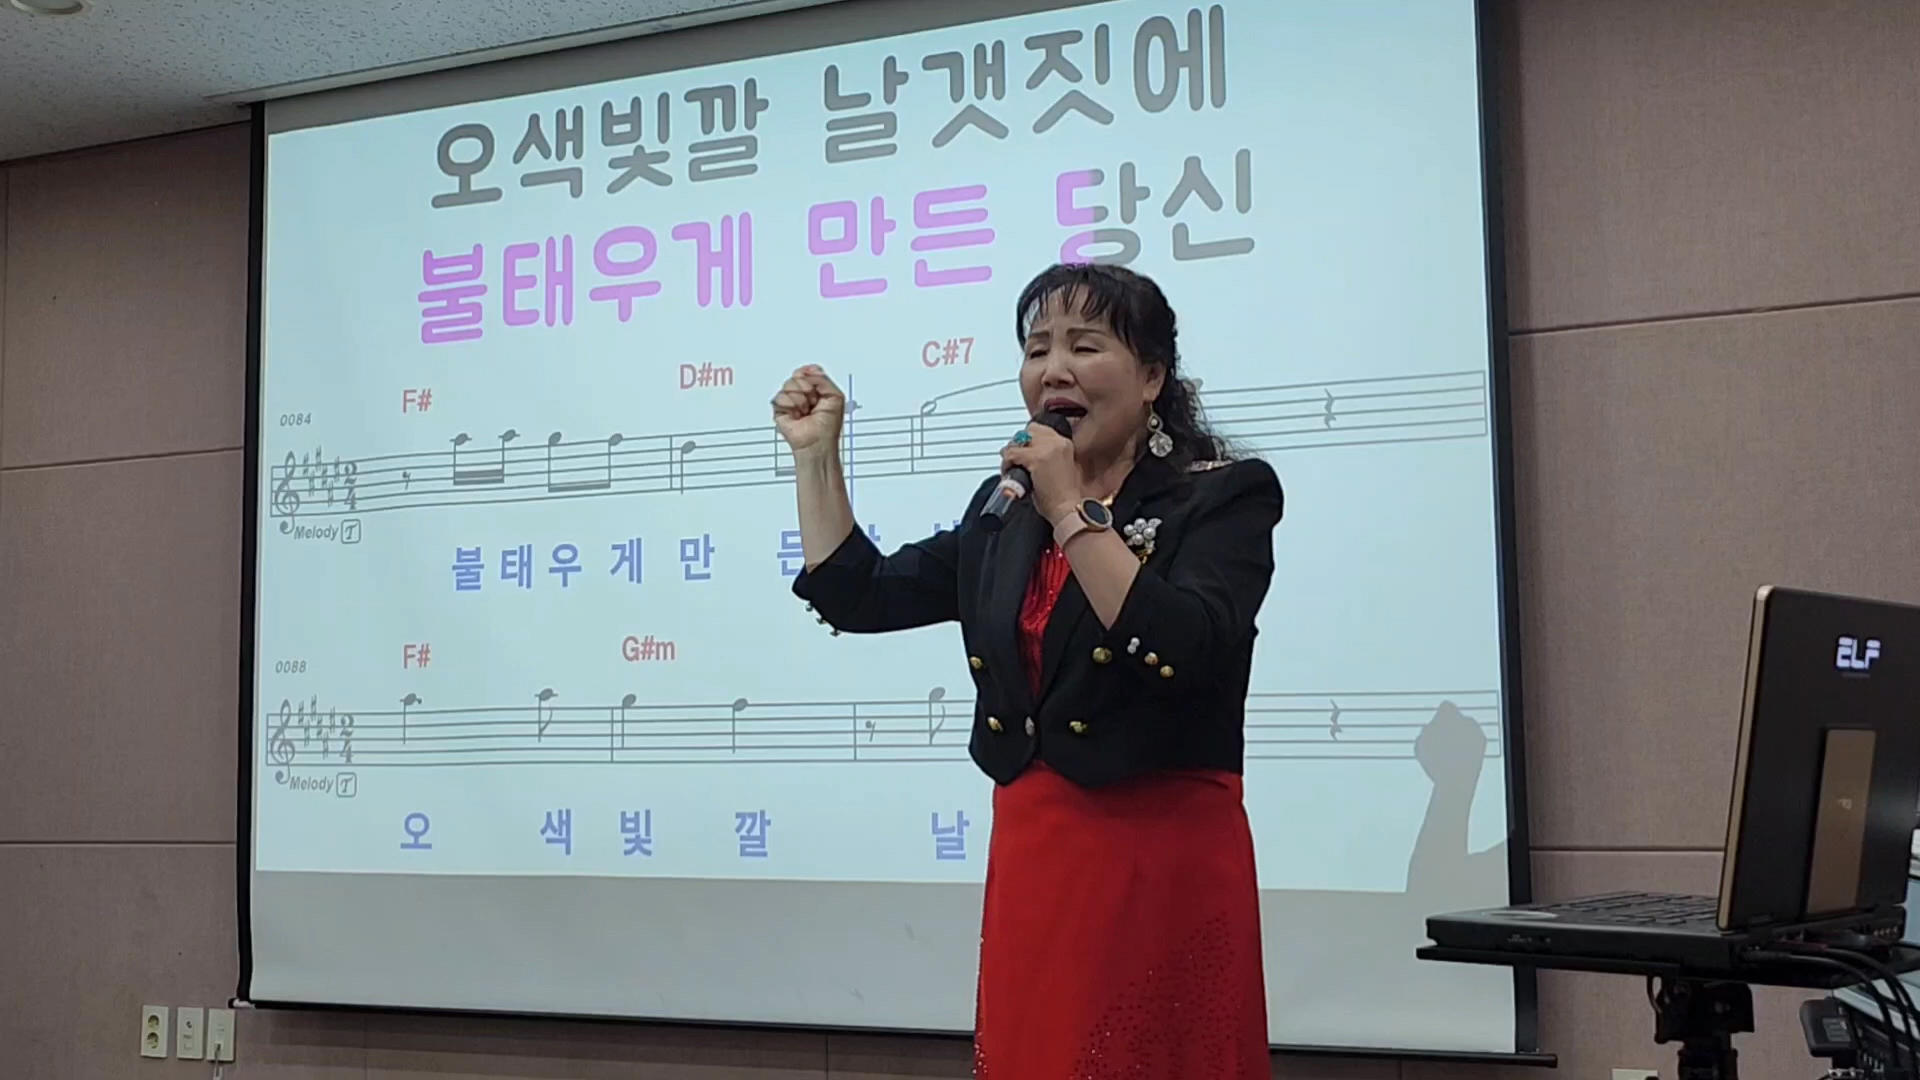 오색빛깔 날갯짓에
불태우게 만든 당신
F# D#m C#7
0084
Melody T
불태우게만 든
F# G#m
0088
Melody T
오 색 빛 깔 날
ELF